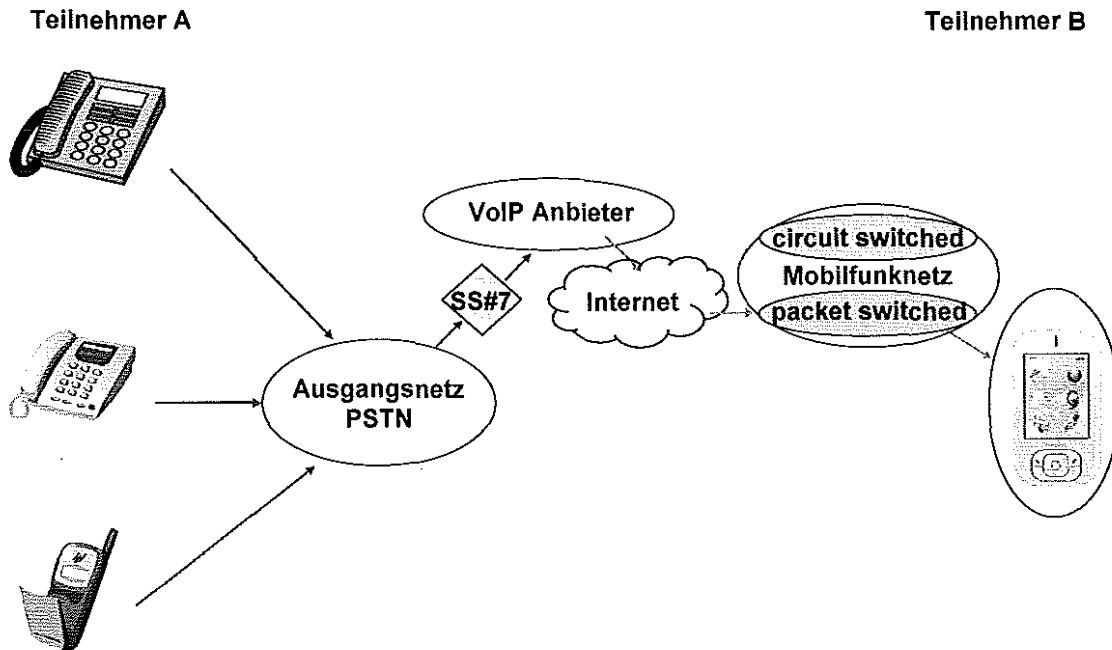 Teilnehmer A
Teilnehmer B
VoIP Anbieter
circuit switched
Mobilfunknetz
packet switched
SS#7
Internet
Ausgangsnetz
PSTN